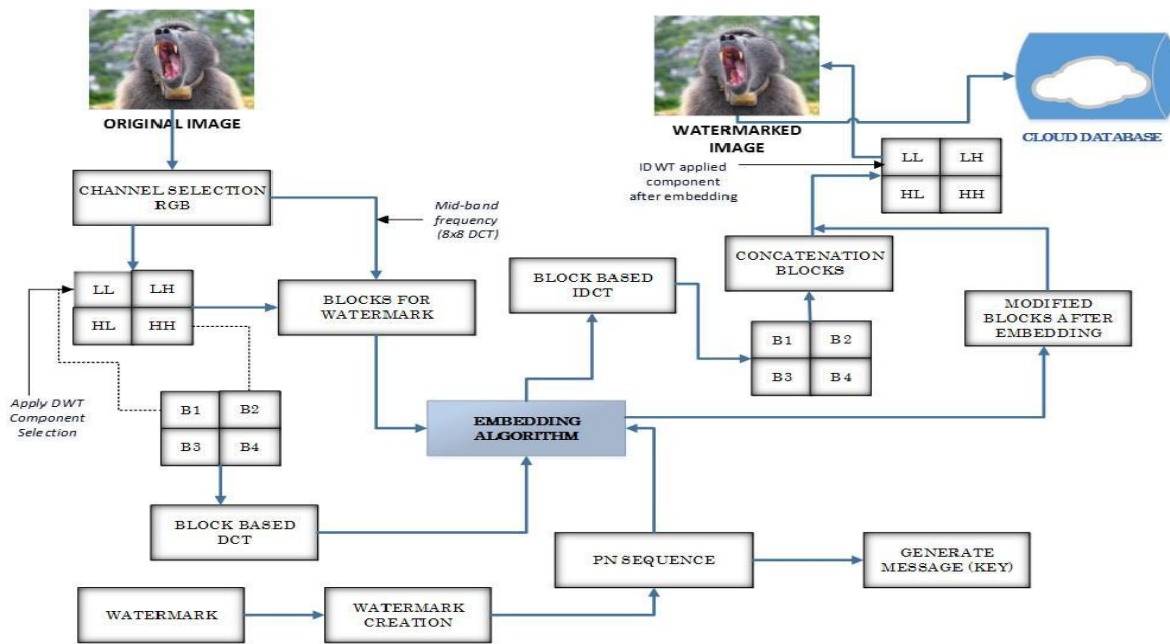 ORIGINAL IMAGE
WATERMARKED
IMAGE
CLOUD DATABASE
CHANNEL SELECTION
RGB
Mid-band
frequency
(8x8 DCT)
IDWT applied
component
after embedding
LL LH
HL HH
LL LH
HL HH
BLOCKS FOR
WATERMARK
BLOCK BASED
IDCT
CONCATENATION
BLOCKS
MODIFIED
BLOCKS AFTER
EMBEDDING
B1 B2
B3 B4
Apply DWT
Component
Selection
B1 B2
B3 B4
EMBEDDING
ALGORITHM
BLOCK BASED
DCT
PN SEQUENCE
GENERATE
MESSAGE (KEY)
WATERMARK
WATERMARK
CREATION